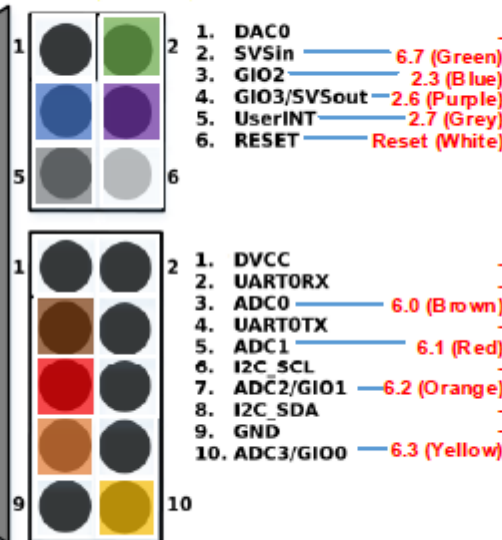 1 2
5 6
1. DAC0
2. SVSin 6.7 (Green)
3. GIO2 2.3 (Blue)
4. GIO3/SVSout 2.6 (Purple)
5. UserINT 2.7 (Grey)
6. RESET Reset (White)
1 2
9 10
1. DVCC
2. UART0RX
3. ADC0 6.0 (Brown)
4. UART0TX
5. ADC1 6.1 (Red)
6. I2C_SCL
7. ADC2/GIO1 6.2 (Orange)
8. I2C_SDA
9. GND
10. ADC3/GIO0 6.3 (Yellow)